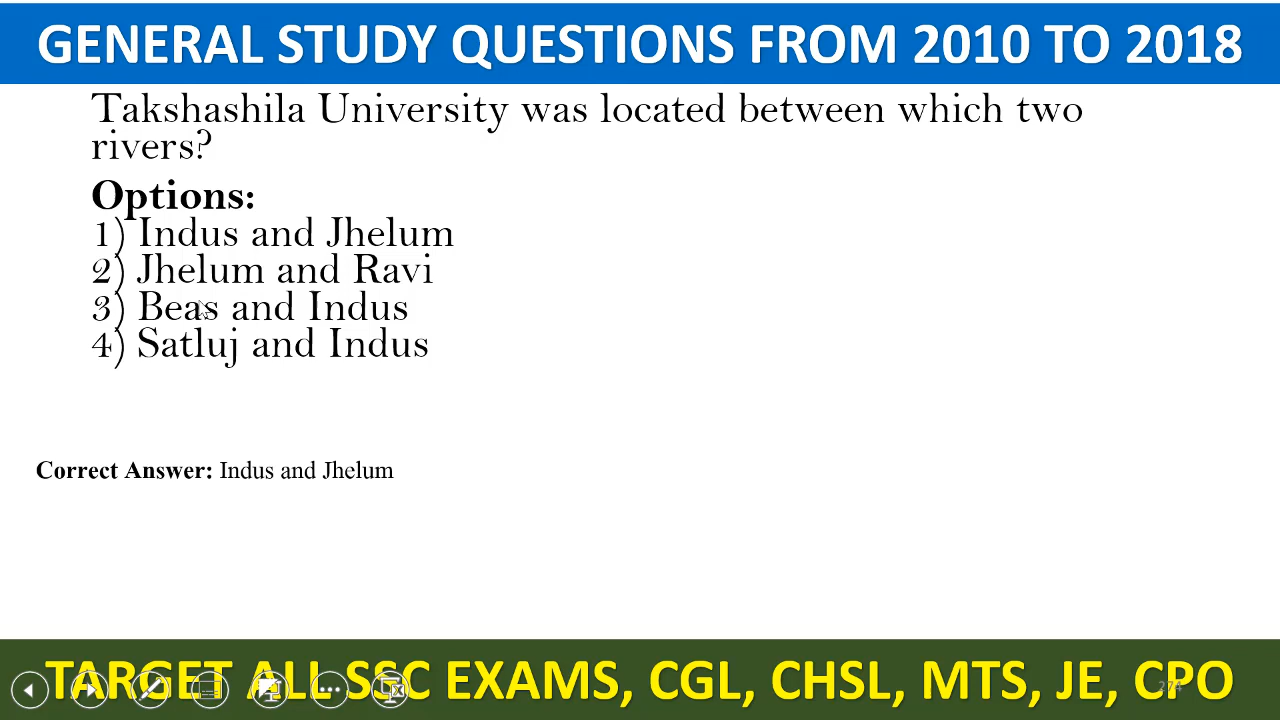 GENERAL STUDY QUESTIONS FROM 2010 TO 2018
Takshashila University was located between which two
rivers?
Options:
1) Indus and Jhelum
2) Jhelum and Ravi
3) Beas and Indus
4) Satluj and Indus
Correct Answer: Indus and Jhelum
TARGET ALL SSC EXAMS, CGL, CHSL, MTS, JE, CPO
274